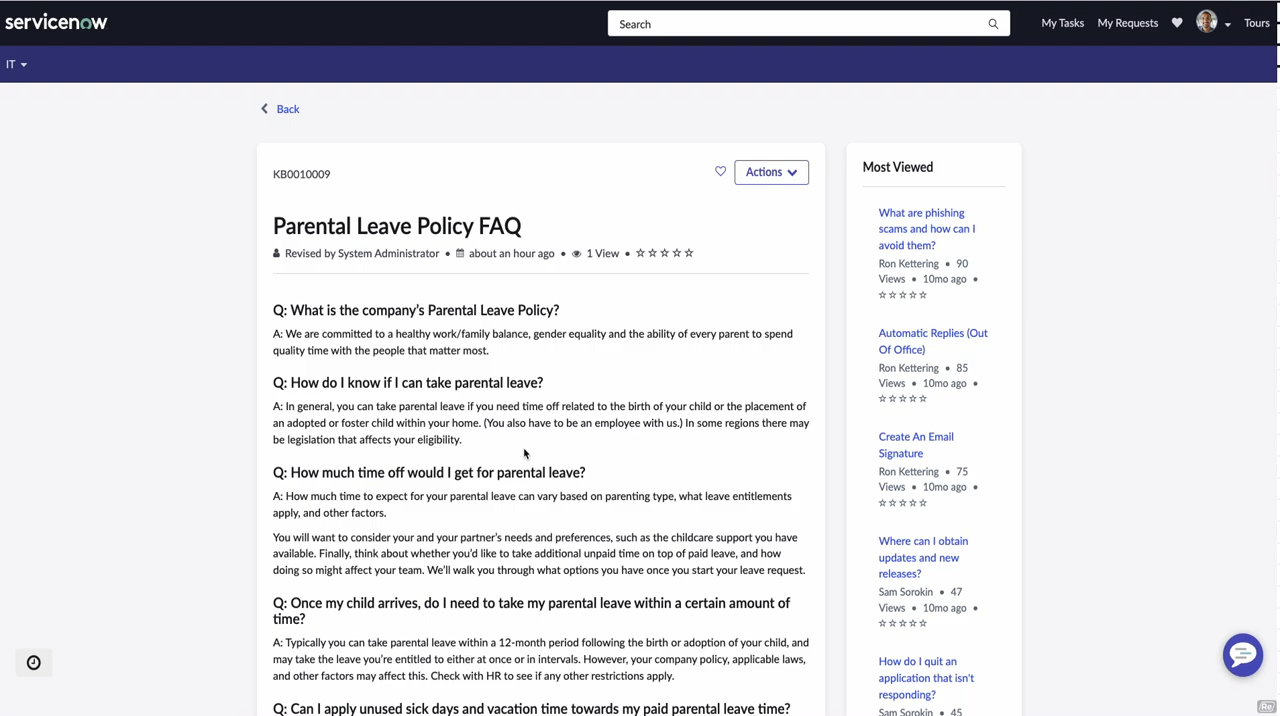 servicenow
Search
My Tasks
My Requests
Tours
IT
Back
KB0010009
Actions
Parental Leave Policy FAQ
Revised by System Administrator • about an hour ago • 1 View •
Q: What is the company's Parental Leave Policy?
A: We are committed to a healthy work/family balance, gender equality and the ability of every parent to spend
quality time with the people that matter most.
Q: How do I know if I can take parental leave?
A: In general, you can take parental leave if you need time off related to the birth of your child or the placement of
an adopted or foster child within your home. (You also have to be an employee with us.) In some regions there may
be legislation that affects your eligibility.
Q: How much time off would I get for parental leave?
A: How much time to expect for your parental leave can vary based on parenting type, what leave entitlements
apply, and other factors.
You will want to consider your and your partner's needs and preferences, such as the childcare support you have
available. Finally, think about whether you'd like to take additional unpaid time on top of paid leave, and how
doing so might affect your team. We'll walk you through what options you have once you start your leave request.
Q: Once my child arrives, do I need to take my parental leave within a certain amount of
time?
A: Typically you can take parental leave within a 12-month period following the birth or adoption of your child, and
may take the leave you're entitled to either at once or in intervals. However, your company policy, applicable laws,
and other factors may affect this. Check with HR to see if any other restrictions apply.
Q: Can I apply unused sick days and vacation time towards my paid parental leave time?
Most Viewed
What are phishing
scams and how can I
avoid them?
Ron Kettering • 90
Views • 10mo ago •
Automatic Replies (Out
Of Office)
Ron Kettering • 85
Views • 10mo ago •
Create An Email
Signature
Ron Kettering • 75
Views • 10mo ago •
Where can I obtain
updates and new
releases?
Sam Sorokin • 47
Views • 10mo ago •
How do I quit an
application that isn't
responding?
Sam Sorokin • 45
Re